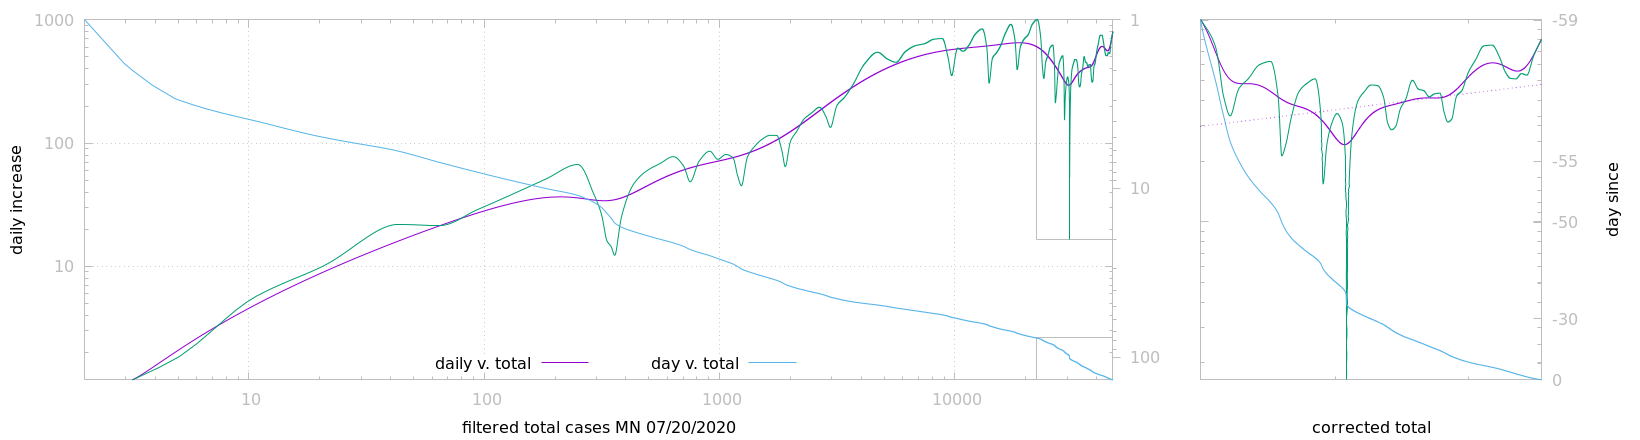 1000
100
10
daily increase
10
100
1000
10000
filtered total cases MN 07/20/2020
daily v. total
day v. total
1
10
100
-59
-55
-50
-30
0
day since
corrected total